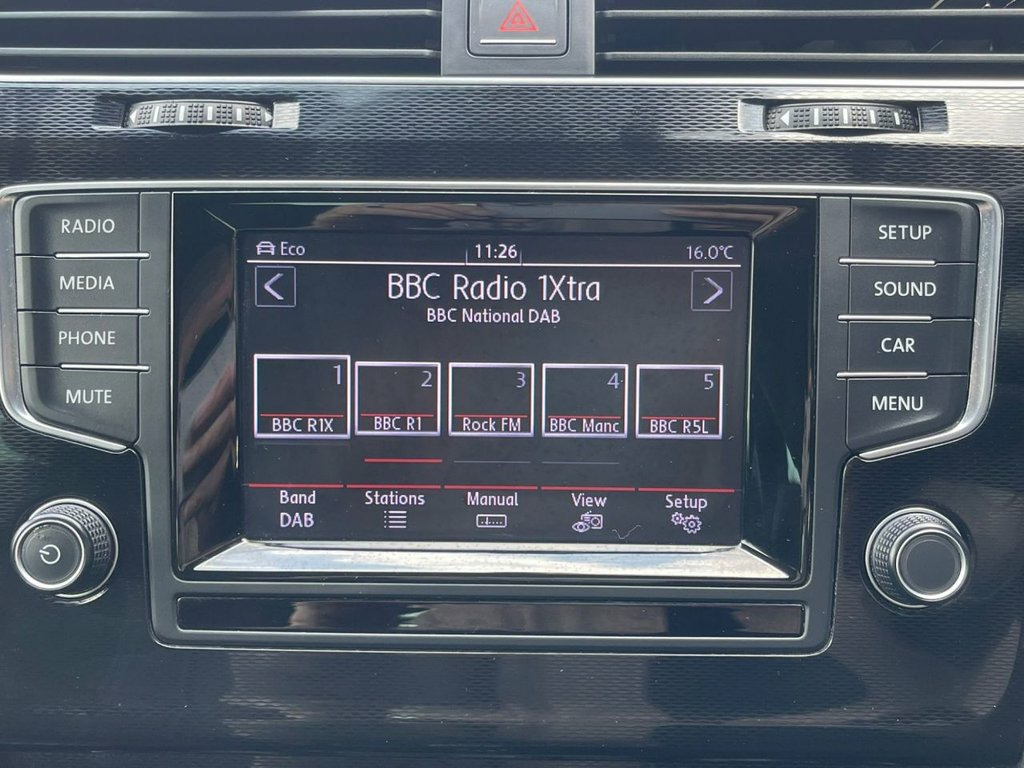 RADIO
MEDIA
PHONE
MUTE
Eco 11:26 16.0°C
BBC Radio 1Xtra
BBC National DAB
1 2 3 4 5
BBC R1X BBC R1 Rock FM BBC Manc BBC R5L
Band Stations Manual View Setup
DAB
SETUP
SOUND
CAR
MENU